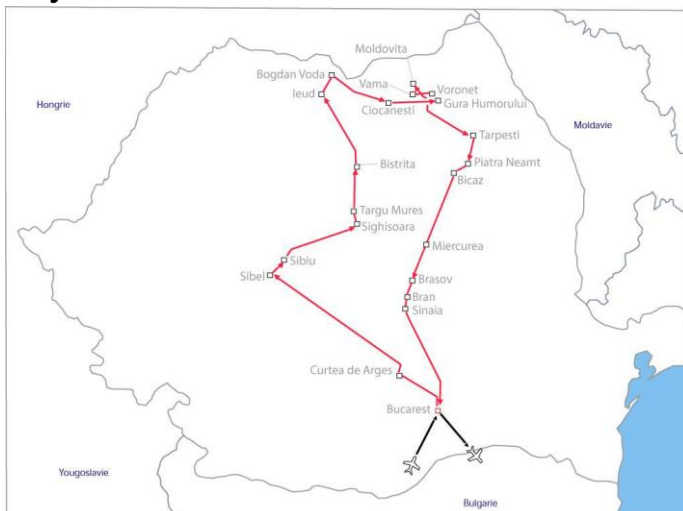 Moldovita
Bogdan Voda
Vama
Voronet
Hongrie
Ieud
Gura Humorului
Ciocanesti
Moldavie
Tarpesti
Bistrita
Piatra Neamt
Bicaz
Targu Mures
Sighisoara
Miercurea
Sibiu
Sibel
Brasov
Bran
Sinaia
Curtea de Arges
Bucarest
Yougoslavie
Bulgarie